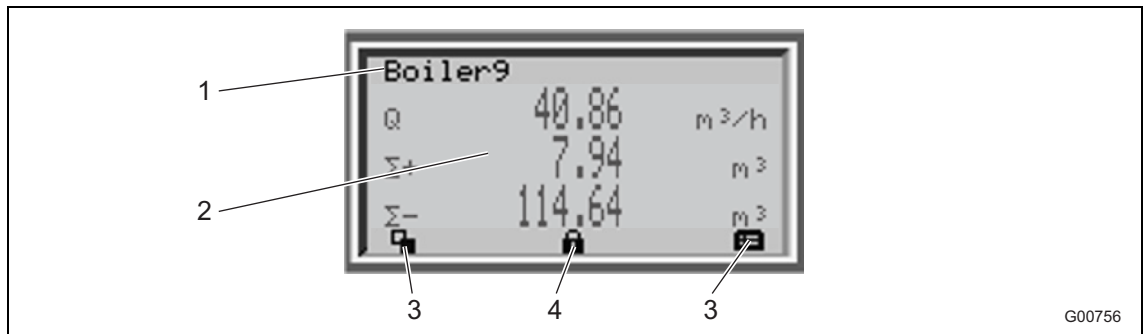 1
Boiler9
Q 40.86 m³/h
2
Σ+ 7.94 m³
Σ- 114.64 m³
3 4 3
G00756